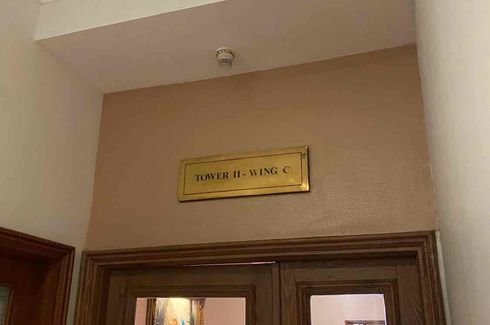 TOWER II - WING C